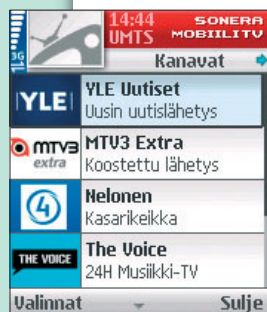 3G
14:44 SONERA
UMTS MOBIILITV
Kanavat
YLE YLE Uutiset
Uusin uutislähetys
mtv3 MTV3 Extra
extra Koostettu lähetys
4 Nelonen
Kasarikeikka
THE VOICE The Voice
24H Musiikki-TV
Valinnat Sulje